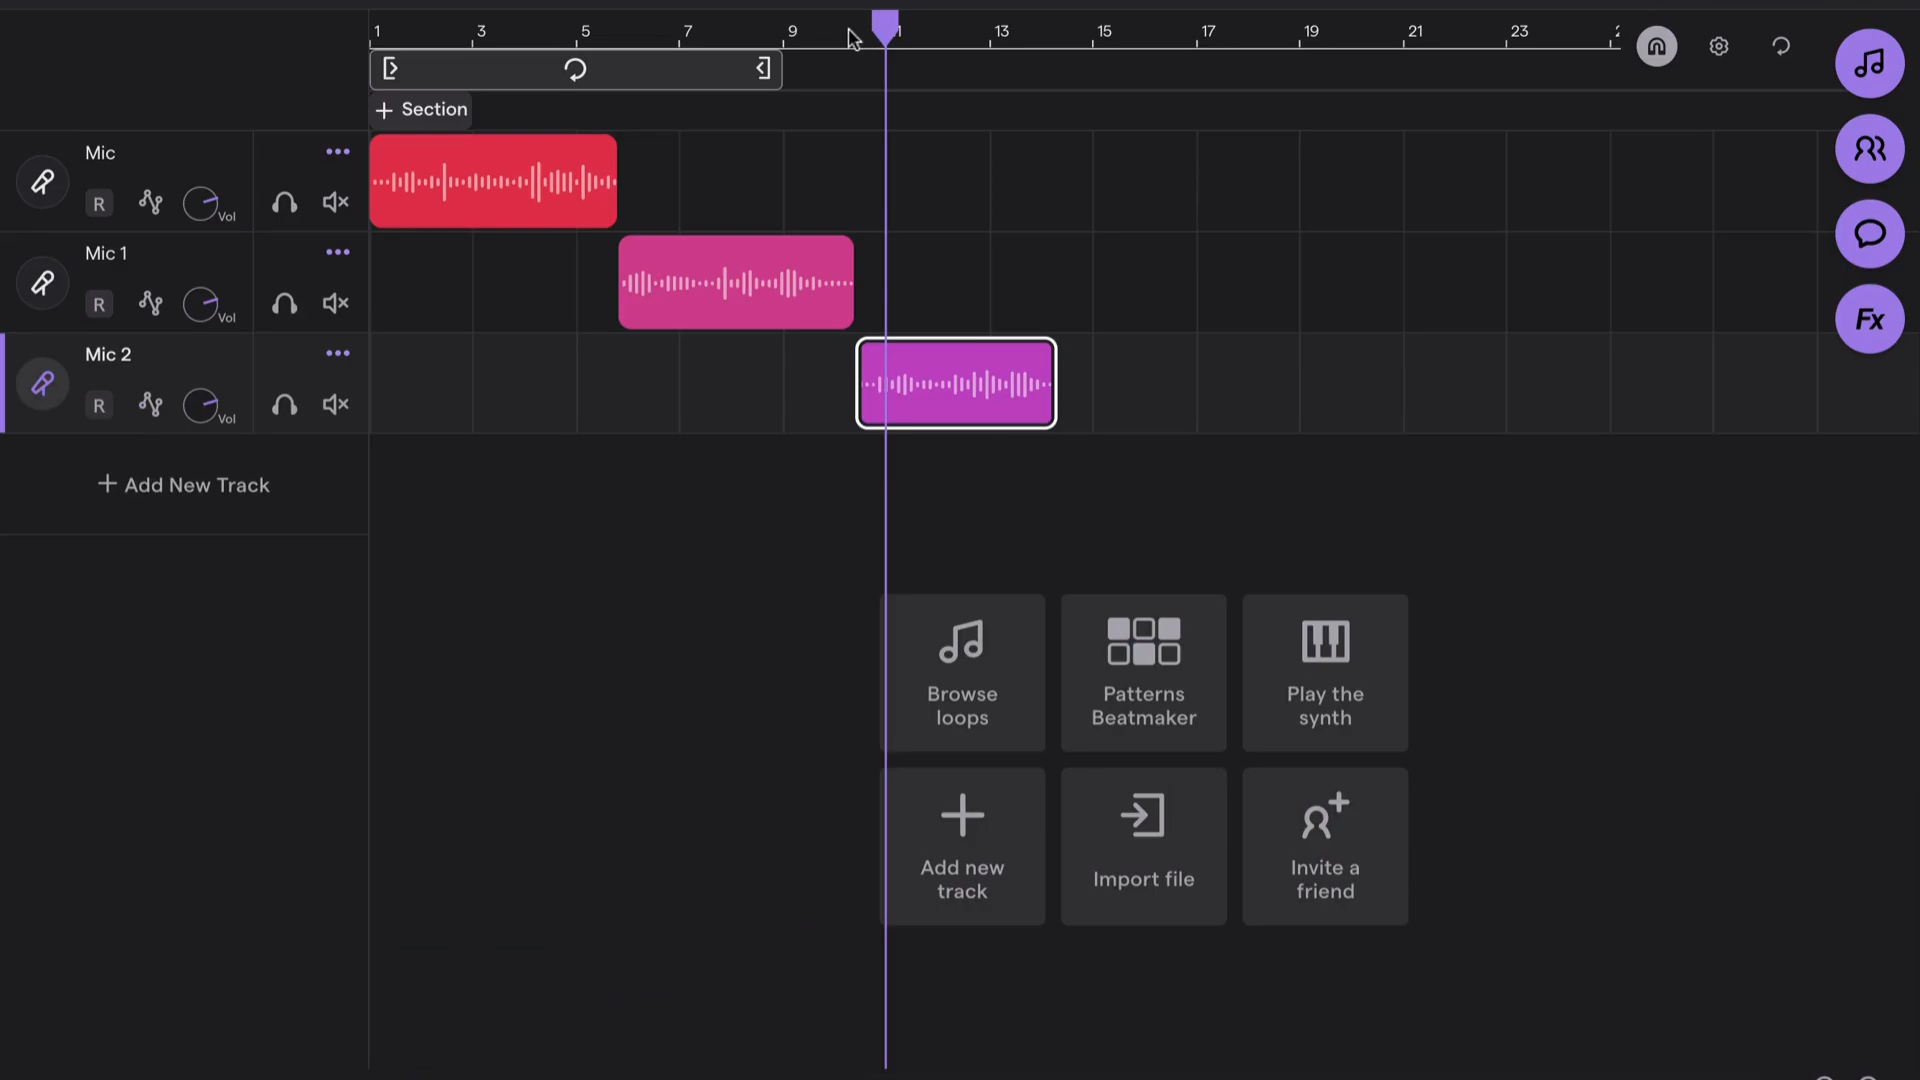 1 3 5 7 9 13 15 17 19 21 23
+ Section
Mic
R Vol
Mic 1
R Vol
Mic 2
R Vol
Fx
+ Add New Track
Browse loops
Patterns Beatmaker
Play the synth
Add new track
Import file
Invite a friend